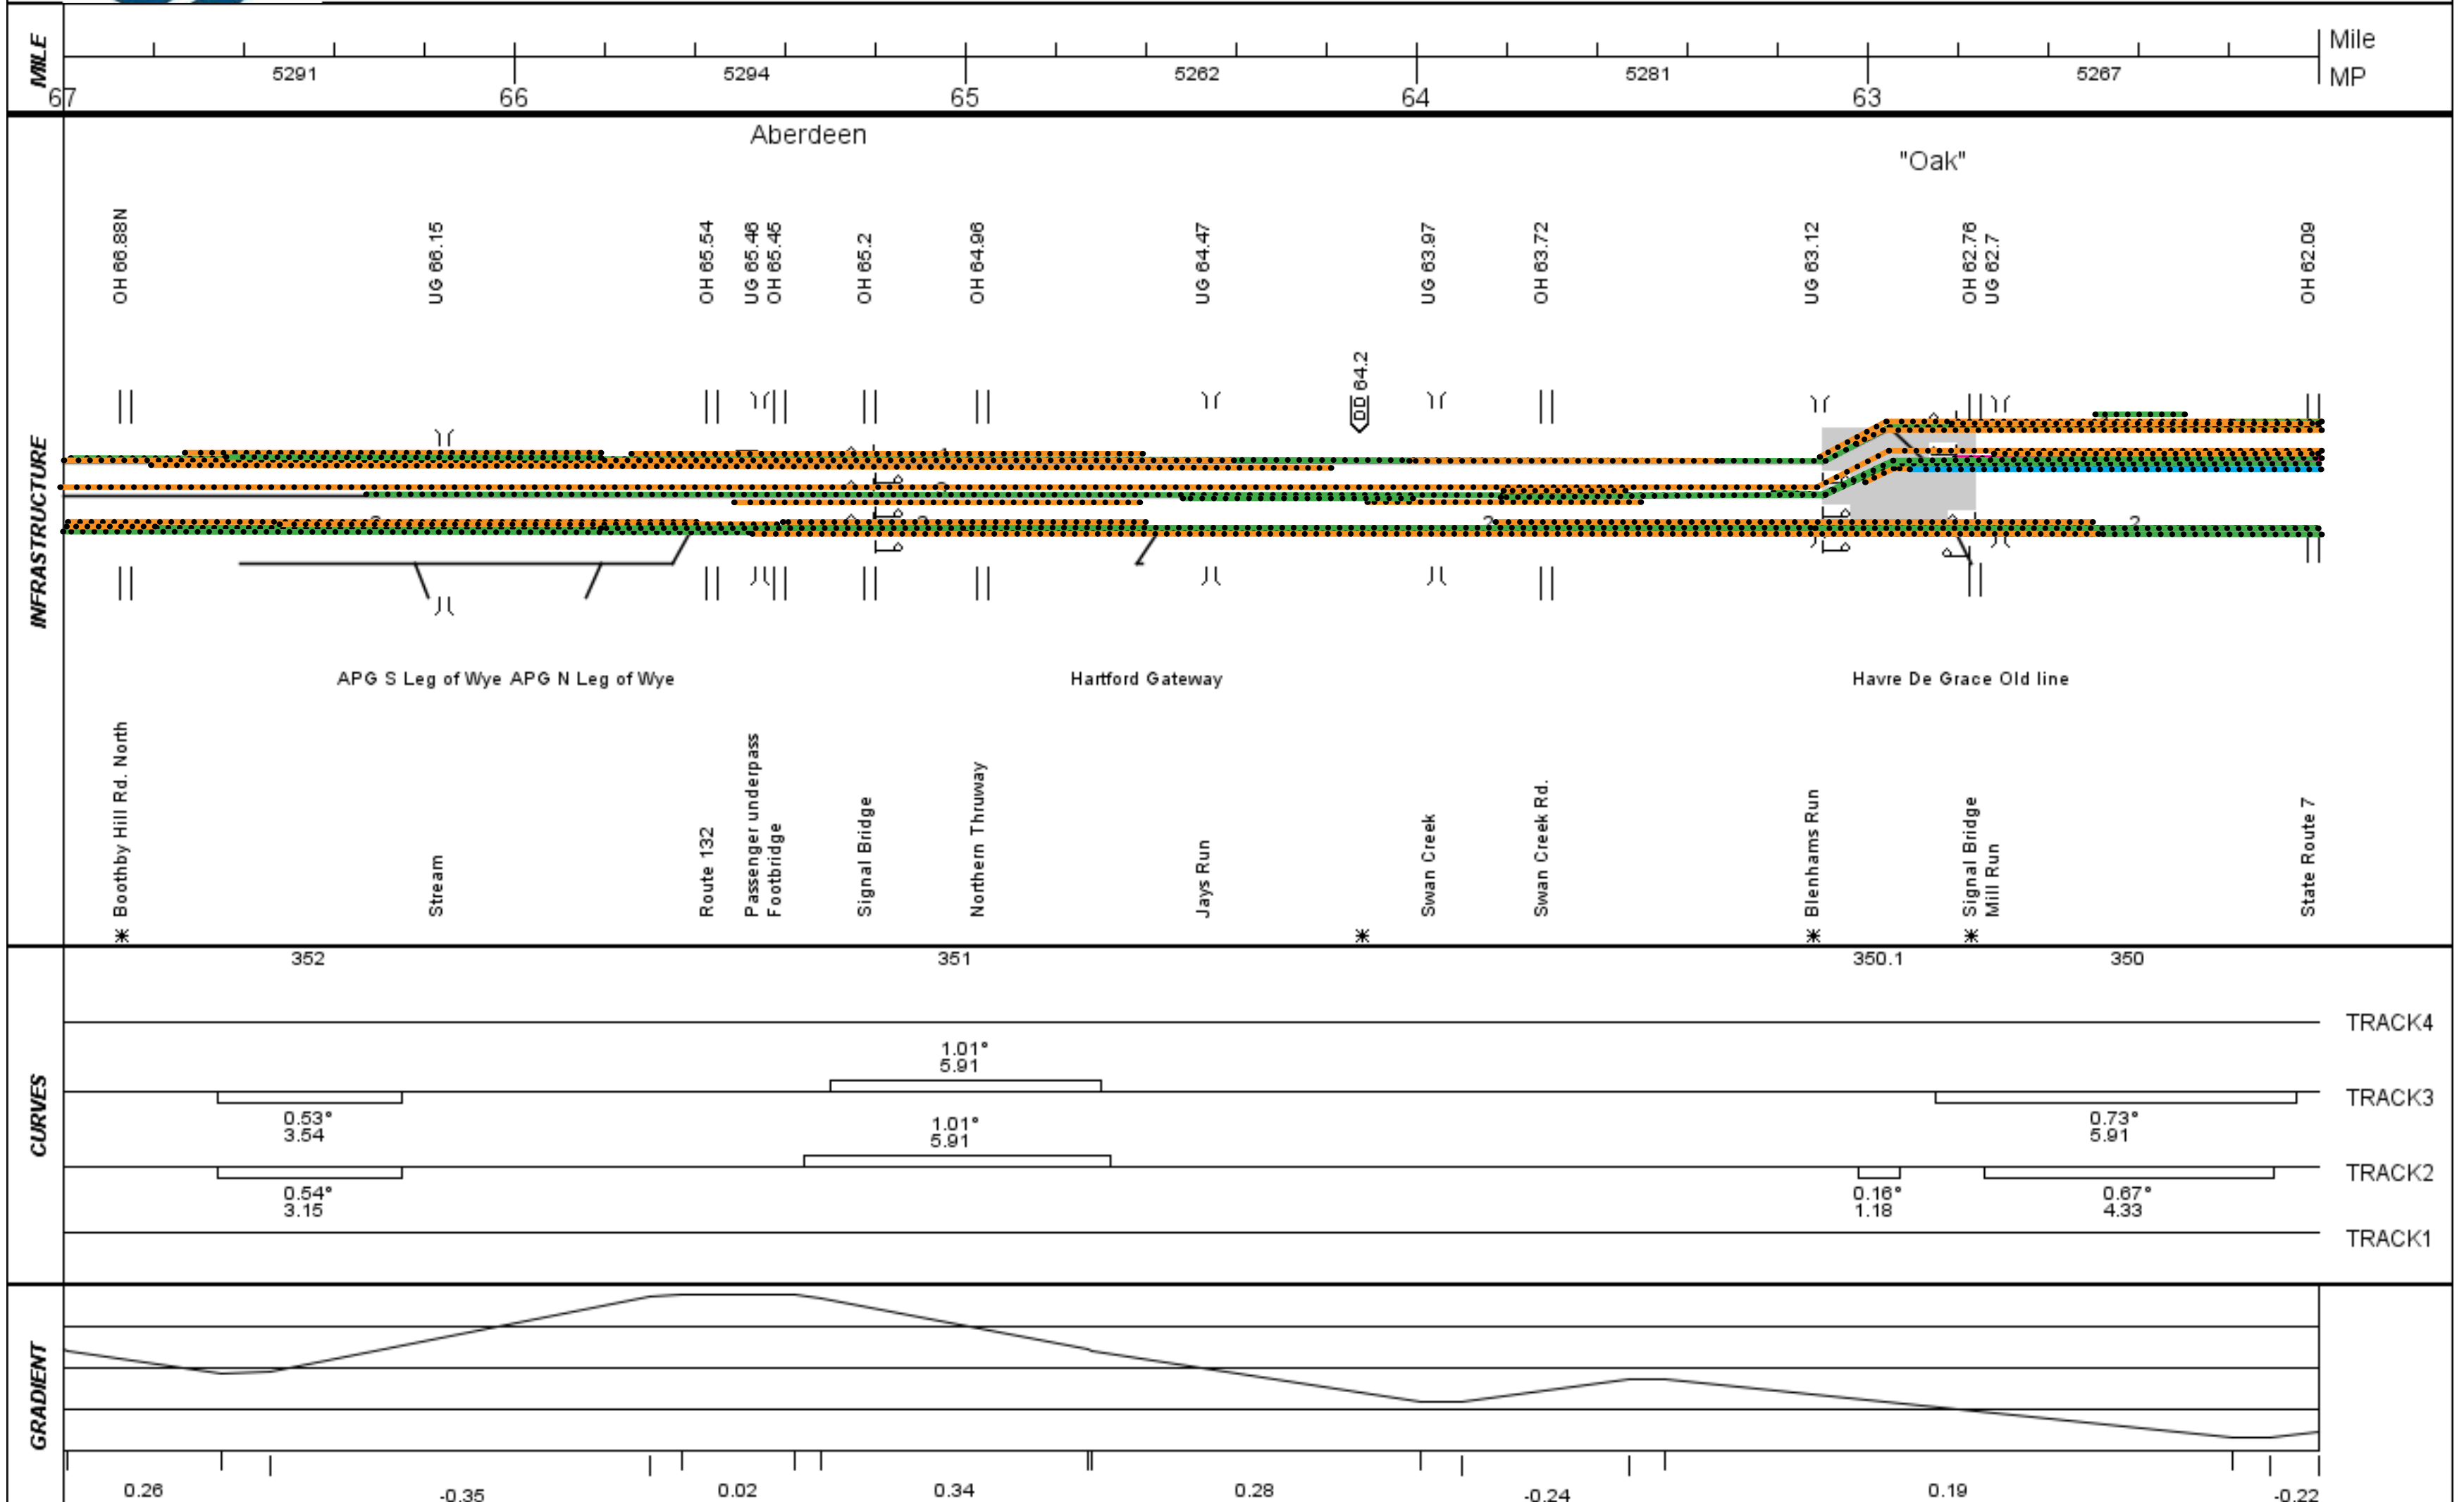 MILE
Mile
MP
5291
5294
5262
5281
5267
67
66
65
64
63
INFRASTRUCTURE
Aberdeen
"Oak"
OH 66.88N
UG 66.15
OH 65.54
UG 65.46
OH 65.45
OH 65.2
OH 64.96
UG 64.47
DD 64.2
UG 63.97
OH 63.72
UG 63.12
OH 62.76
UG 62.7
OH 62.09
2
2
APG S Leg of Wye APG N Leg of Wye
Hartford Gateway
Havre De Grace Old line
Boothby Hill Rd. North
Stream
Route 132
Passenger underpass
Footbridge
Signal Bridge
Northern Thruway
Jays Run
Swan Creek
Swan Creek Rd.
Blenhams Run
Signal Bridge
Mill Run
State Route 7
* * * *
CURVES
352
351
350.1
350
TRACK4
1.01°
5.91
TRACK3
0.53°
3.54
0.73°
5.91
1.01°
5.91
TRACK2
0.54°
3.15
0.16°
1.18
0.67°
4.33
TRACK1
GRADIENT
0.26
-0.35
0.02
0.34
0.28
-0.24
0.19
-0.22